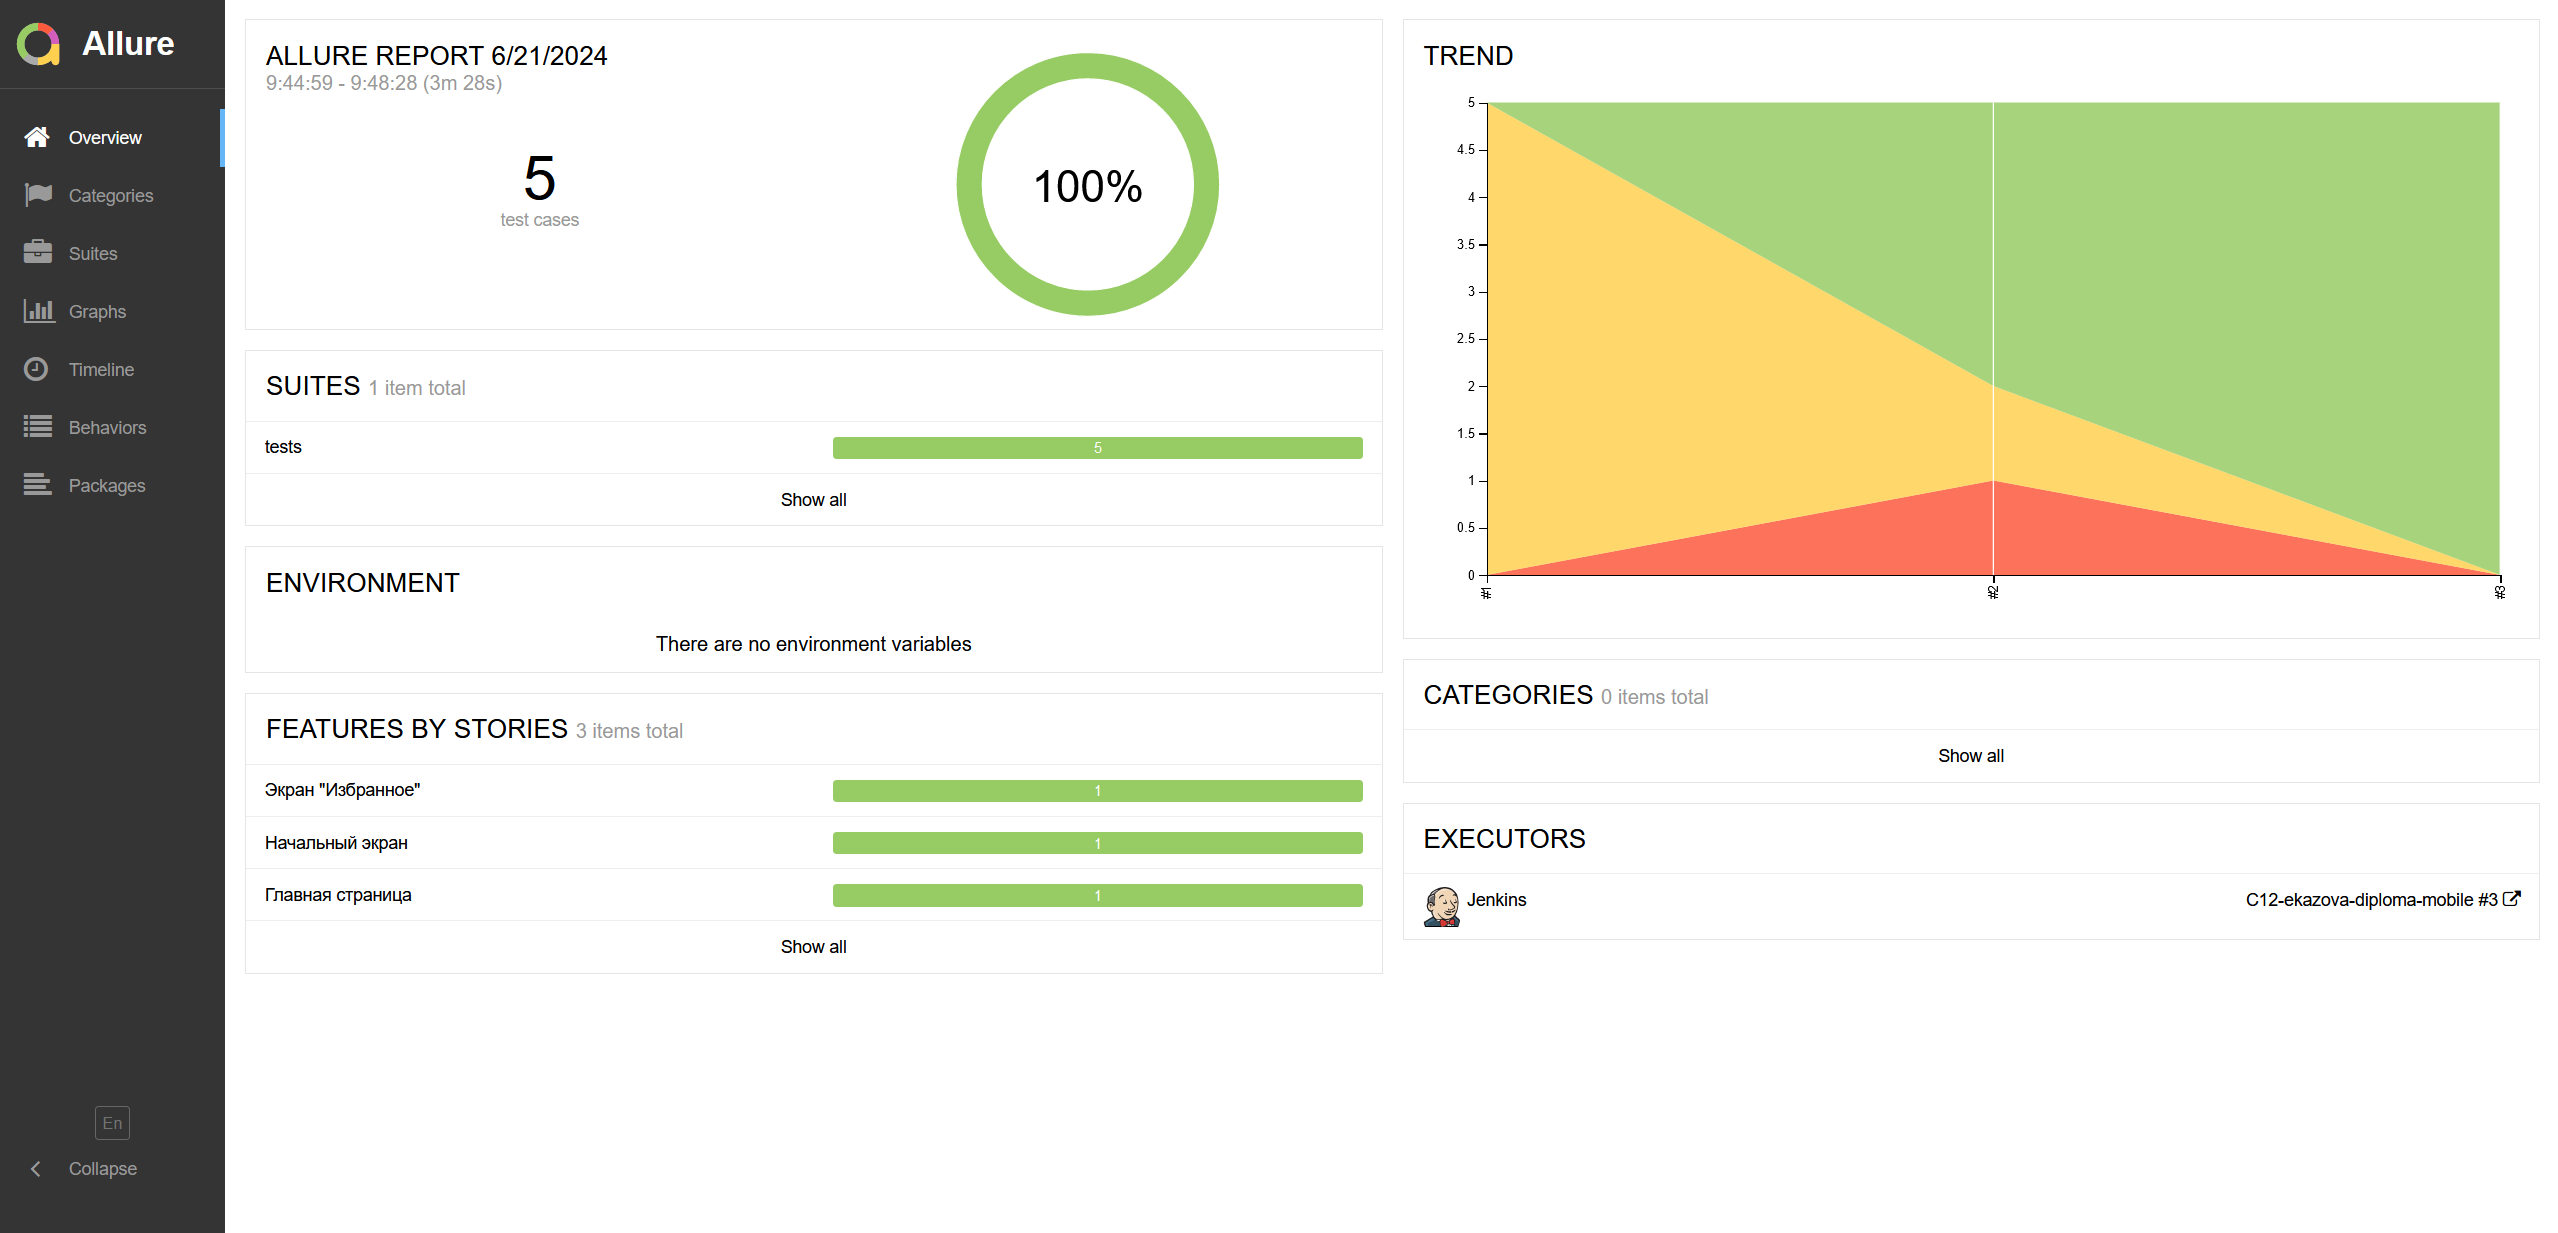 Allure
Overview
Categories
Suites
Graphs
Timeline
Behaviors
Packages
En
Collapse
ALLURE REPORT 6/21/2024
9:44:59 - 9:48:28 (3m 28s)
5
test cases
100%
SUITES 1 item total
tests 5
Show all
ENVIRONMENT
There are no environment variables
FEATURES BY STORIES 3 items total
Экран "Избранное" 1
Начальный экран 1
Главная страница 1
Show all
TREND
5
4.5
4
3.5
3
2.5
2
1.5
1
0.5
0
#1 #2 #3
CATEGORIES 0 items total
Show all
EXECUTORS
Jenkins C12-ekazova-diploma-mobile #3